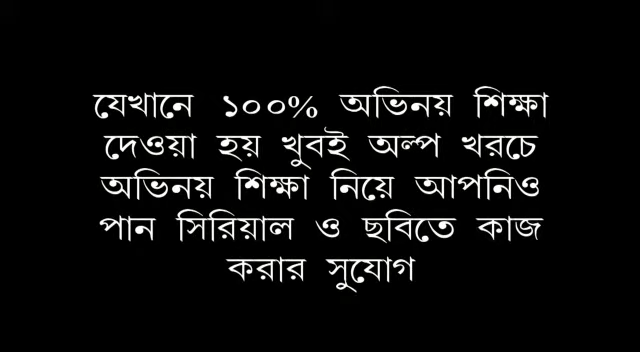 যেখানে ১০০% অভিনয় শিক্ষা
দেওয়া হয় খুবই অল্প খরচে
অভিনয় শিক্ষা নিয়ে আপনিও
পান সিরিয়াল ও ছবিতে কাজ
করার সুযোগ